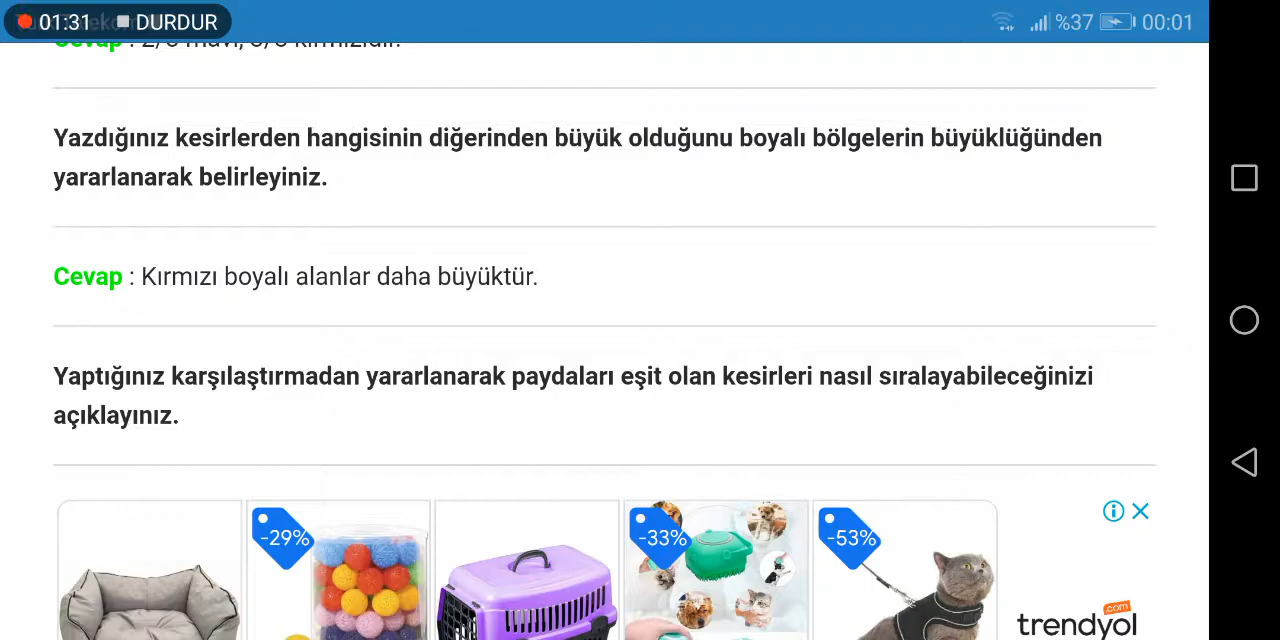 01:31 DURDUR %37 00:01
Cevap :
Yazdığınız kesirlerden hangisinin diğerinden büyük olduğunu boyalı bölgelerin büyüklüğünden
yararlanarak belirleyiniz.
Cevap : Kırmızı boyalı alanlar daha büyüktür.
Yaptığınız karşılaştırmadan yararlanarak paydaları eşit olan kesirleri nasıl sıralayabileceğinizi
açıklayınız.
-29% -33% -53%
trendyol
.com